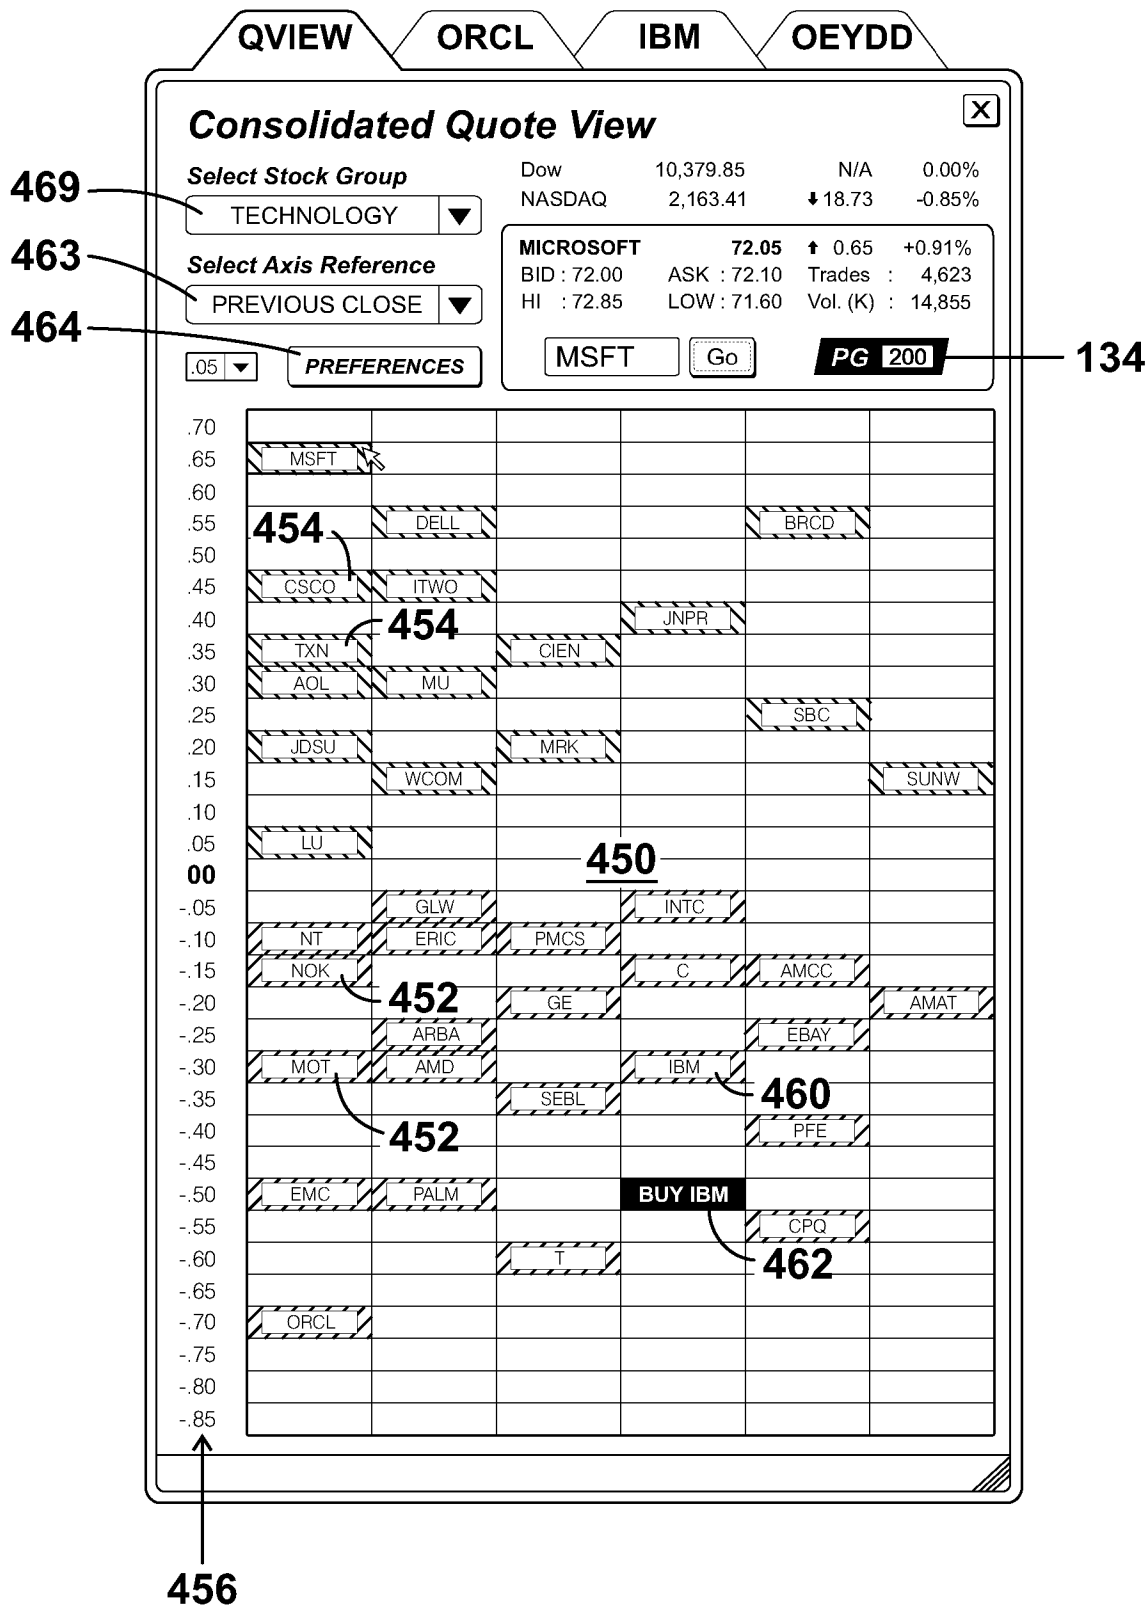 QVIEW ORCL IBM OEYDD
X
Consolidated Quote View
Select Stock Group
469
TECHNOLOGY
463
Select Axis Reference
PREVIOUS CLOSE
464
.05
PREFERENCES
Dow 10,379.85 N/A 0.00%
NASDAQ 2,163.41 18.73 -0.85%
MICROSOFT 72.05 0.65 +0.91%
BID : 72.00 ASK : 72.10 Trades : 4,623
HI : 72.85 LOW : 71.60 Vol. (K) : 14,855
MSFT Go PG 200 134
.70
.65 MSFT
.60
.55 DELL BRCD
454
.50
.45 CSCO ITWO
.40 JNPR
454
.35 TXN CIEN
.30 AOL MU
.25 SBC
.20 JDSU MRK
.15 WCOM SUNW
.10
.05 LU
450
00
-.05 GLW INTC
-.10 NT ERIC PMCS
-.15 NOK C AMCC
452
-.20 GE AMAT
-.25 ARBA EBAY
-.30 MOT AMD IBM
460
-.35 SEBL
-.40 PFE
452
-.45
-.50 EMC PALM BUY IBM
-.55 CPQ
-.60 T
462
-.65
-.70 ORCL
-.75
-.80
-.85
456